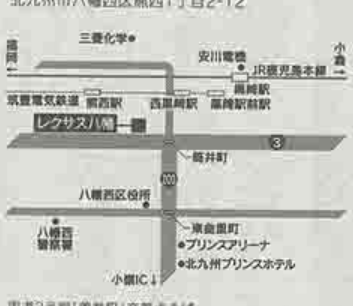 北九州市八幡西区熊西1丁目2-12
三菱化学
福岡
安川電機
小倉
JR鹿児島本線
黒崎駅
筑豊電気鉄道
熊西駅
西黒崎駅
黒崎駅前駅
レクサス八幡
3
筒井町
200
八幡西区役所
東曲里町
八幡西
警察署
プリンスアリーナ
北九州プリンスホテル
小嶺IC↓